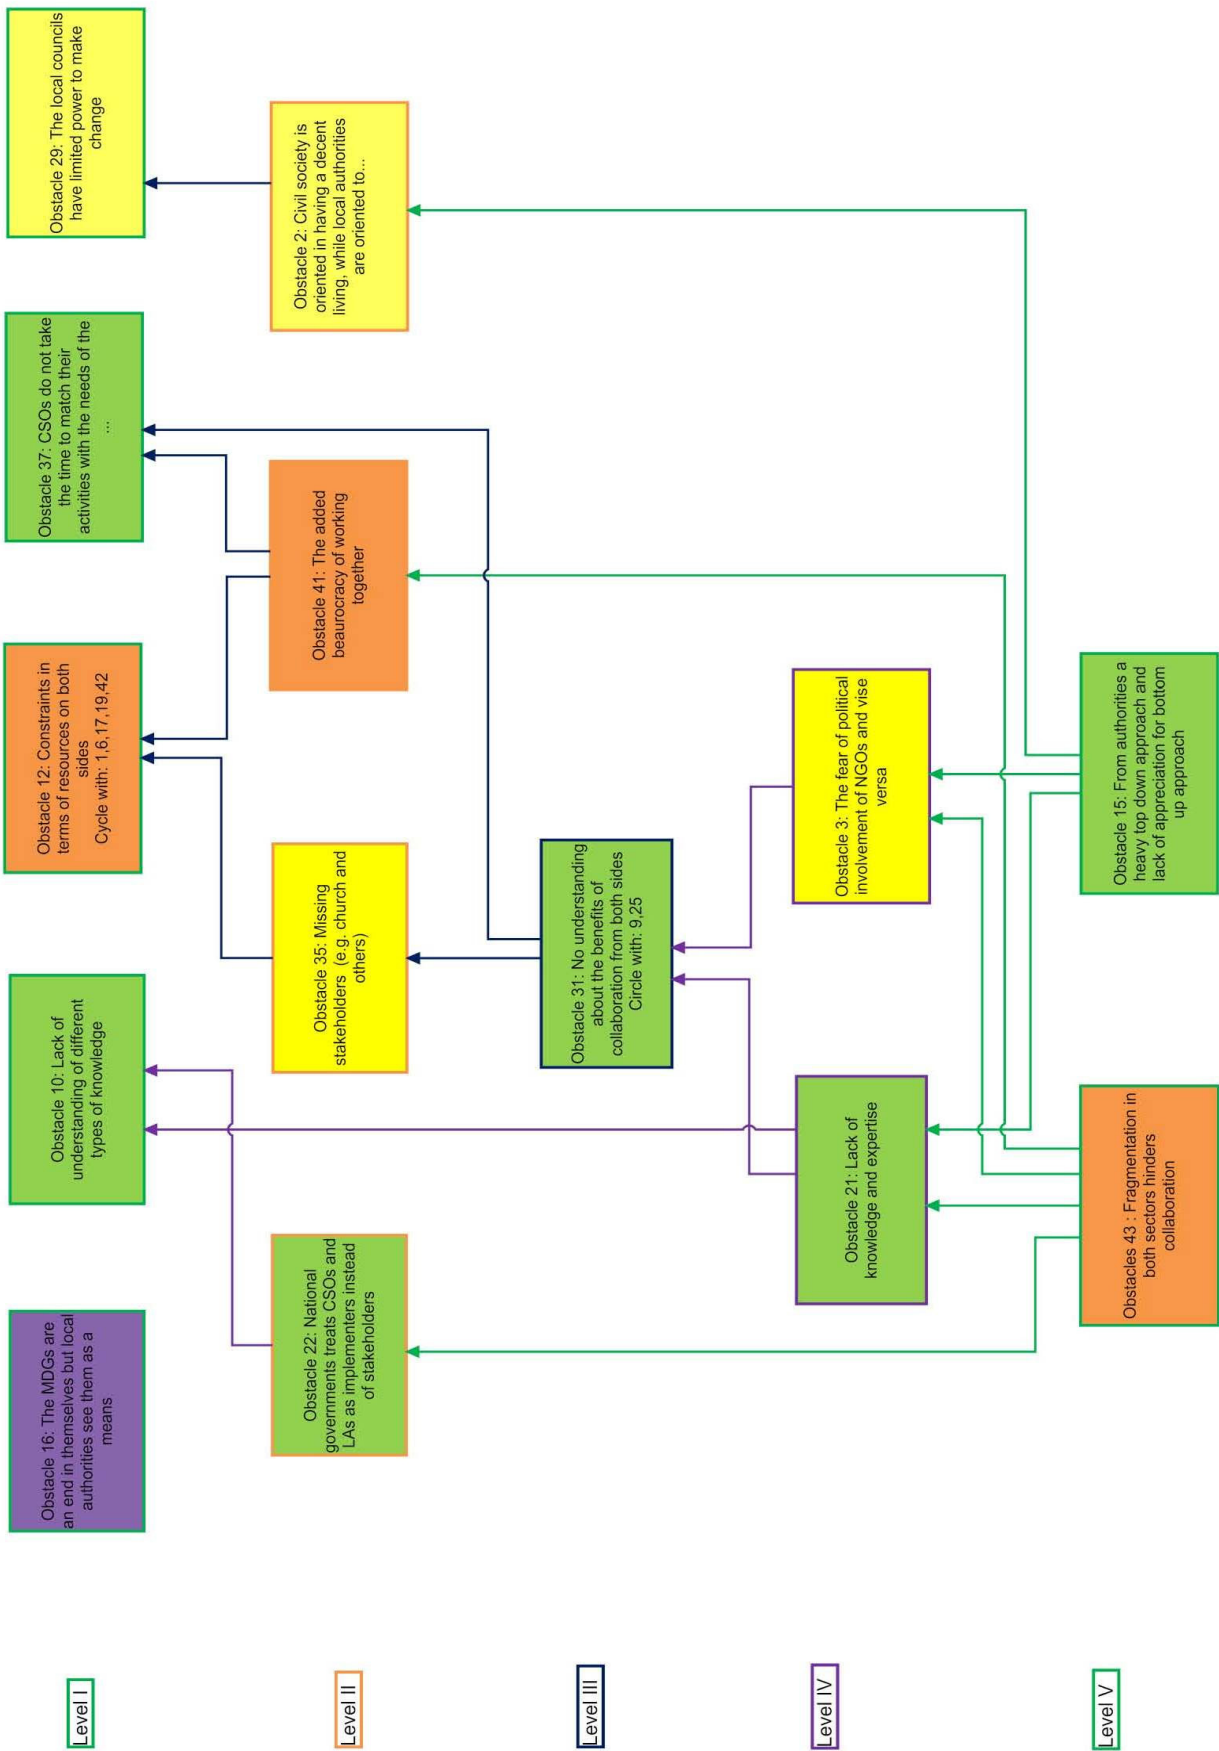 Level I
Obstacle 16: The MDGs are
an end in themselves but local
authorities see them as a
means
Obstacle 10: Lack of
understanding of different
types of knowledge
Obstacle 12: Constraints in
terms of resources on both
sides
Cycle with: 1,6,17,19,42
Obstacle 37: CSOs do not take
the time to match their
activities with the needs of the
...
Obstacle 29: The local councils
have limited power to make
change
Level II
Obstacle 22: National
governments treats CSOs and
LAs as implementers instead
of stakeholders
Obstacle 35: Missing
stakeholders (e.g. church and
others)
Obstacle 41: The added
beaurocracy of working
together
Obstacle 2: Civil society is
oriented in having a decent
living, while local authorities
are oriented to...
Level III
Obstacle 31: No understanding
about the benefits of
collaboration from both sides
Circle with: 9,25
Level IV
Obstacle 21: Lack of
knowledge and expertise
Obstacle 3: The fear of political
involvement of NGOs and vise
versa
Level V
Obstacles 43 : Fragmentation in
both sectors hinders
collaboration
Obstacle 15: From authorities a
heavy top down approach and
lack of appreciation for bottom
up approach